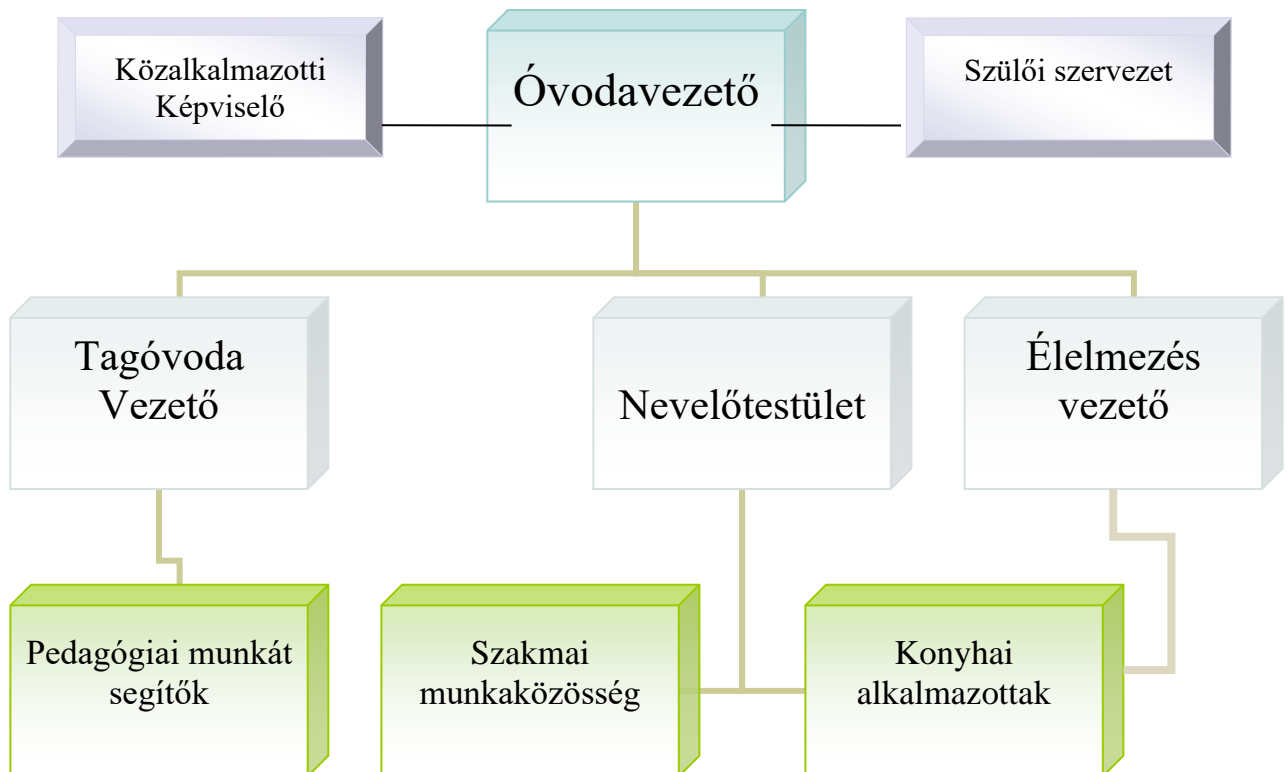 Közalkalmazotti
Képviselő
Óvodavezető
Szülői szervezet
Tagóvoda
Vezető
Nevelőtestület
Élelmezés
vezető
Pedagógiai munkát
segítők
Szakmai
munkaközösség
Konyhai
alkalmazottak